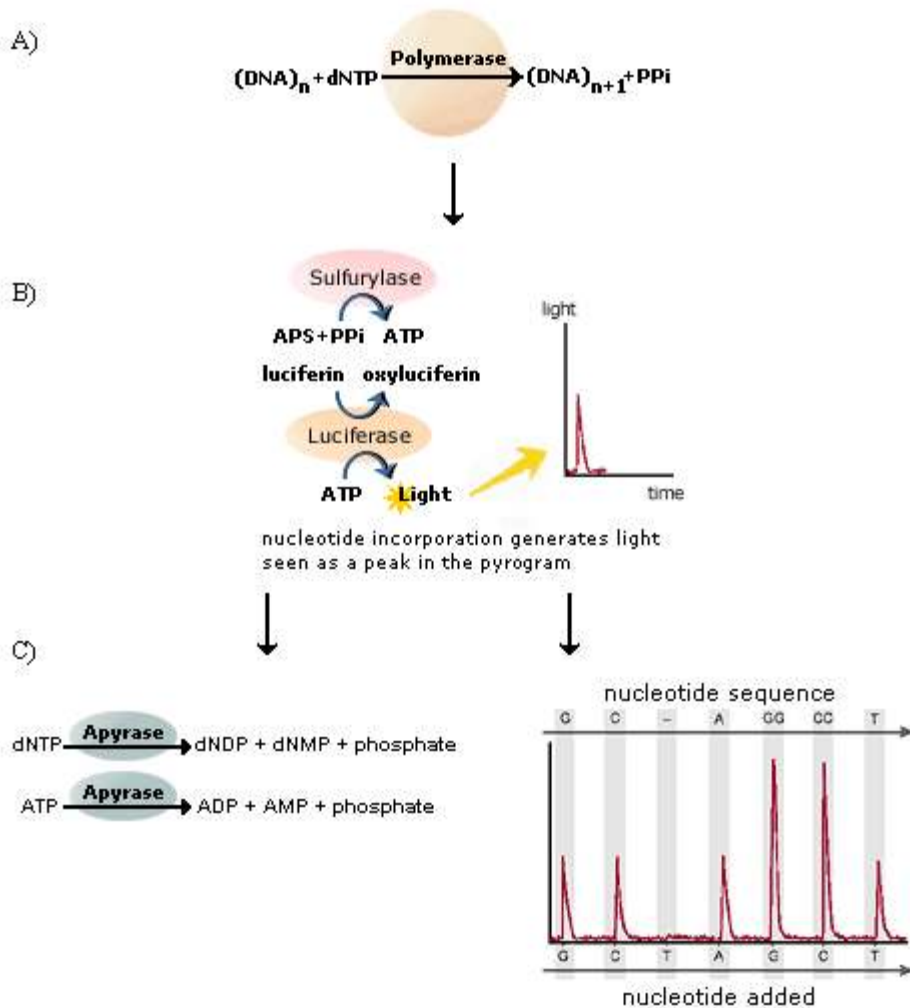 A)
Polymerase
(DNA)n+dNTP (DNA)n+1+PPi
B)
Sulfurylase
APS+PPi ATP
luciferin oxyluciferin
Luciferase
ATP Light
light
time
nucleotide incorporation generates light
seen as a peak in the pyrogram
C)
Apyrase
dNTP dNDP + dNMP + phosphate
Apyrase
ATP ADP + AMP + phosphate
nucleotide sequence
G C - A GG CC T
G C T A G C T
nucleotide added